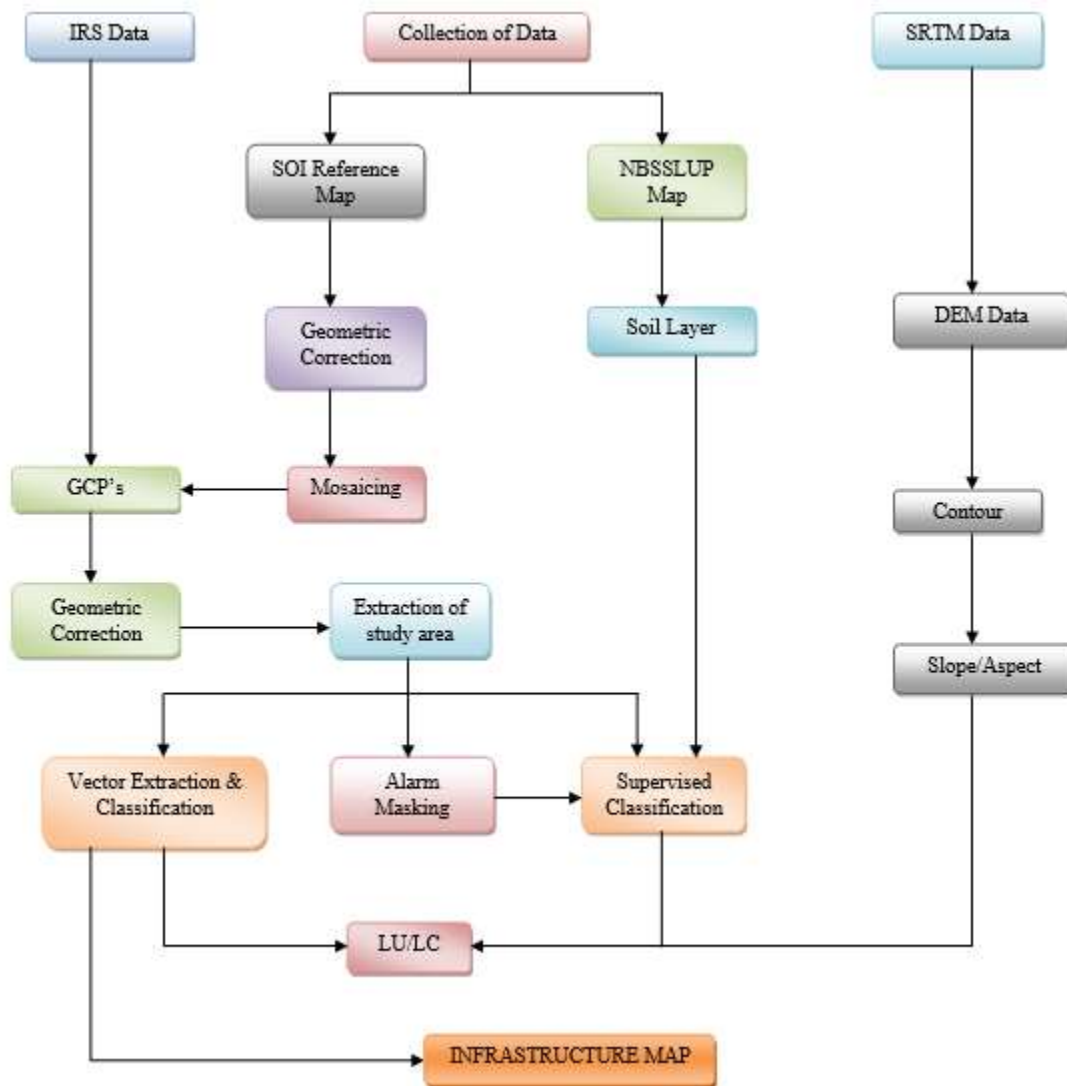 IRS Data
Collection of Data
SRTM Data
SOI Reference
Map
NBSSLUP
Map
Geometric
Correction
Soil Layer
DEM Data
GCP's
Mosaicing
Contour
Geometric
Correction
Extraction of
study area
Slope/Aspect
Vector Extraction &
Classification
Alarm
Masking
Supervised
Classification
LU/LC
INFRASTRUCTURE MAP